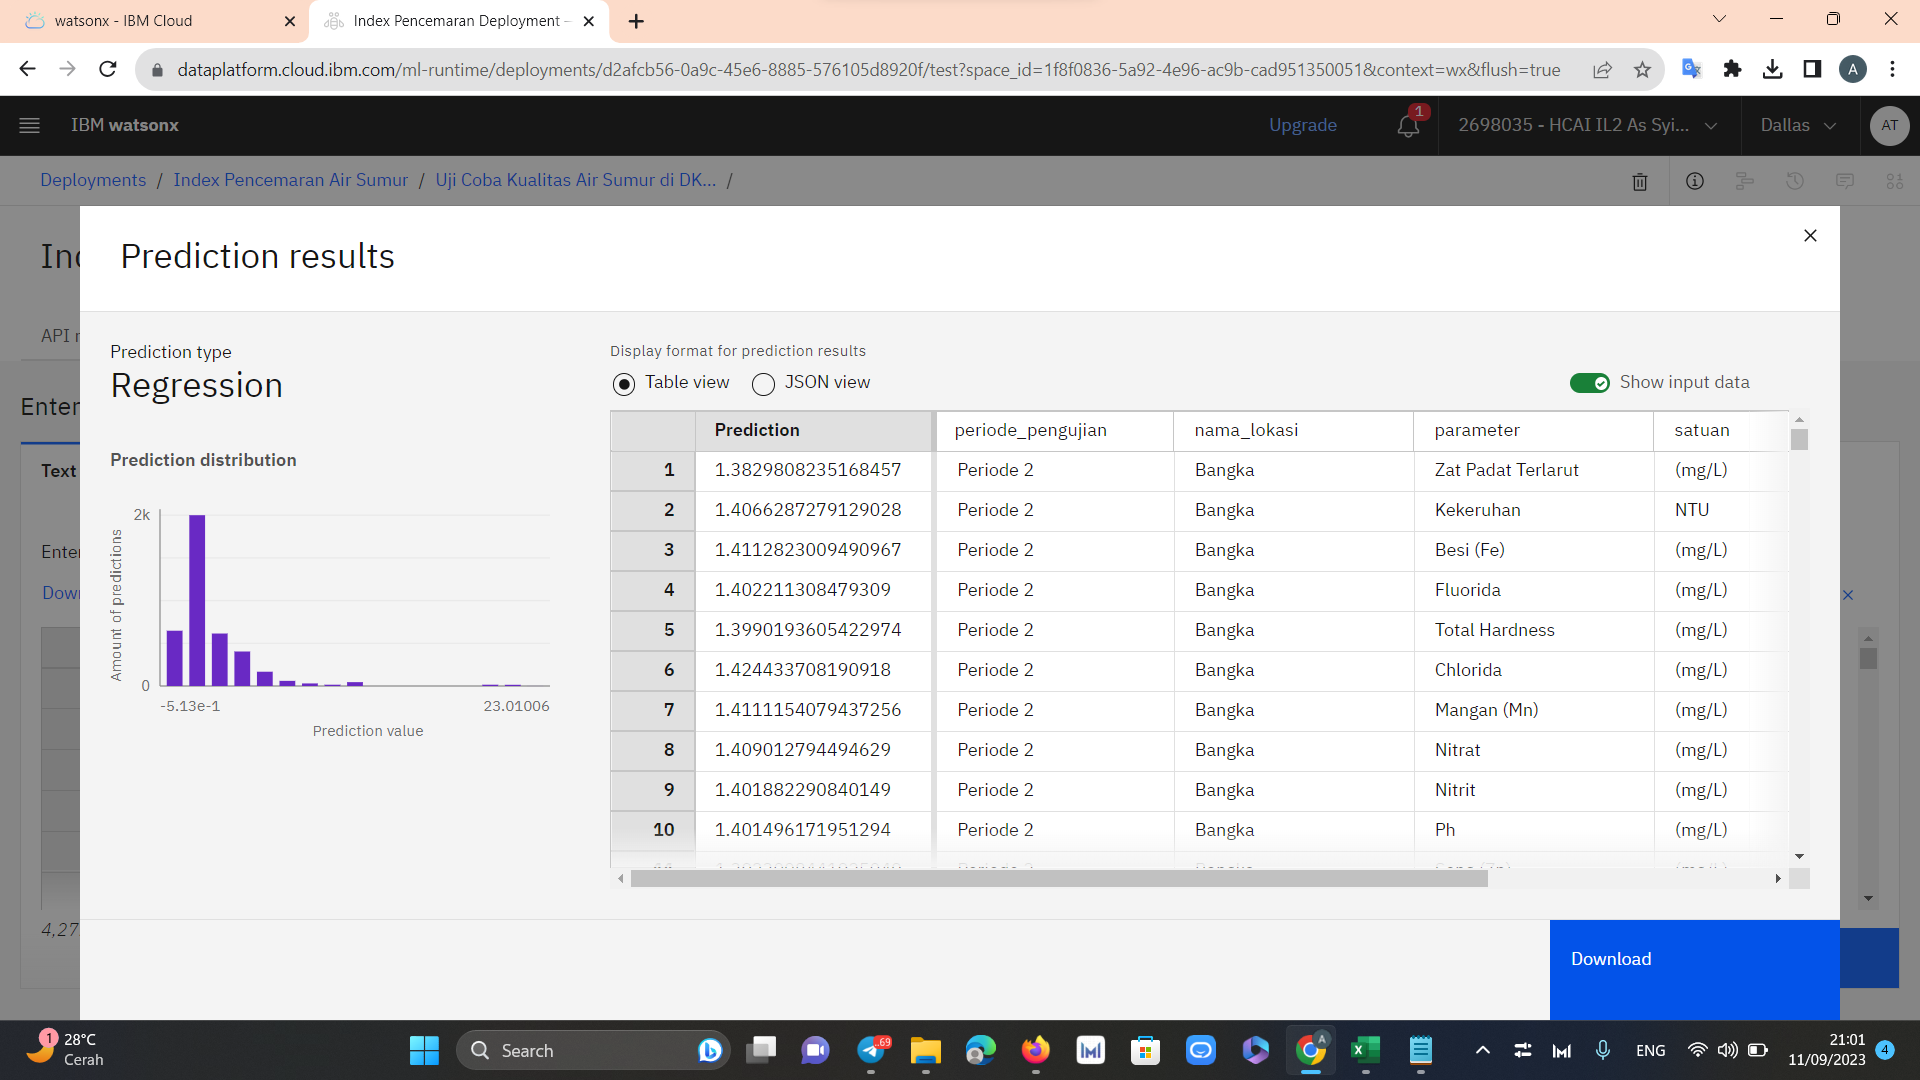 watsonx - IBM Cloud
Index Pencemaran Deployment –
dataplatform.cloud.ibm.com/ml-runtime/deployments/d2afcb56-0a9c-45e6-8885-576105d8920f/test?space_id=1f8f0836-5a92-4e96-ac9b-cad951350051&context=wx&flush=true
A
IBM watsonx
Upgrade
1
2698035 - HCAI IL2 As Syi...
Dallas
AT
Deployments / Index Pencemaran Air Sumur / Uji Coba Kualitas Air Sumur di DK... /
Prediction results
API
Enter
Text
4,27
Prediction type
Regression
Prediction distribution
Amount of predictions
2k
0
-5.13e-1
23.01006
Prediction value
Display format for prediction results
Table view
JSON view
Show input data
Prediction periode_pengujian nama_lokasi parameter satuan
1 1.3829808235168457 Periode 2 Bangka Zat Padat Terlarut (mg/L)
2 1.4066287279129028 Periode 2 Bangka Kekeruhan NTU
3 1.4112823009490967 Periode 2 Bangka Besi (Fe) (mg/L)
4 1.402211308479309 Periode 2 Bangka Fluorida (mg/L)
5 1.3990193605422974 Periode 2 Bangka Total Hardness (mg/L)
6 1.424433708190918 Periode 2 Bangka Chlorida (mg/L)
7 1.4111154079437256 Periode 2 Bangka Mangan (Mn) (mg/L)
8 1.409012794494629 Periode 2 Bangka Nitrat (mg/L)
9 1.401882290840149 Periode 2 Bangka Nitrit (mg/L)
10 1.401496171951294 Periode 2 Bangka Ph (mg/L)
Download
1
28°C
Cerah
Search
..69
A
ENG
21:01
11/09/2023
4